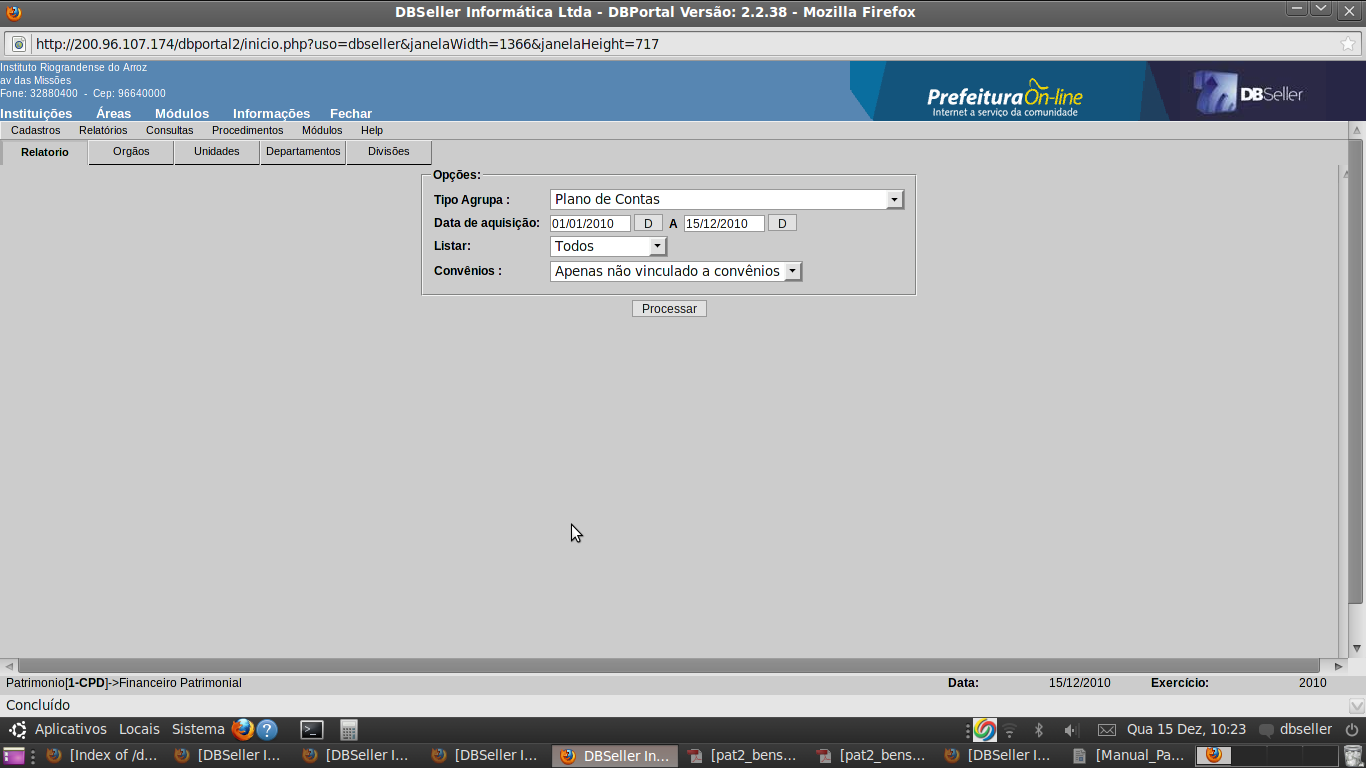 DBSeller Informática Ltda - DBPortal Versão: 2.2.38 - Mozilla Firefox
http://200.96.107.174/dbportal2/inicio.php?uso=dbseller&janelaWidth=1366&janelaHeight=717
Instituto Riograndense do Arroz
av das Missões
Fone: 32880400 - Cep: 96640000
PrefeituraOn-line
Internet a serviço da comunidade
DBSeller
Instituições Áreas Módulos Informações Fechar
Cadastros Relatórios Consultas Procedimentos Módulos Help
Relatorio Orgãos Unidades Departamentos Divisões
Opções:
Tipo Agrupa : Plano de Contas
Data de aquisição: 01/01/2010 D A 15/12/2010 D
Listar: Todos
Convênios : Apenas não vinculado a convênios
Processar
Patrimonio[1-CPD]->Financeiro Patrimonial Data: 15/12/2010 Exercício: 2010
Concluído
Aplicativos Locais Sistema ? Qua 15 Dez, 10:23 dbseller
[Index of /d... [DBSeller I... [DBSeller I... [DBSeller I... DBSeller In... [pat2_bens... [pat2_bens... [DBSeller I... [Manual_Pa...